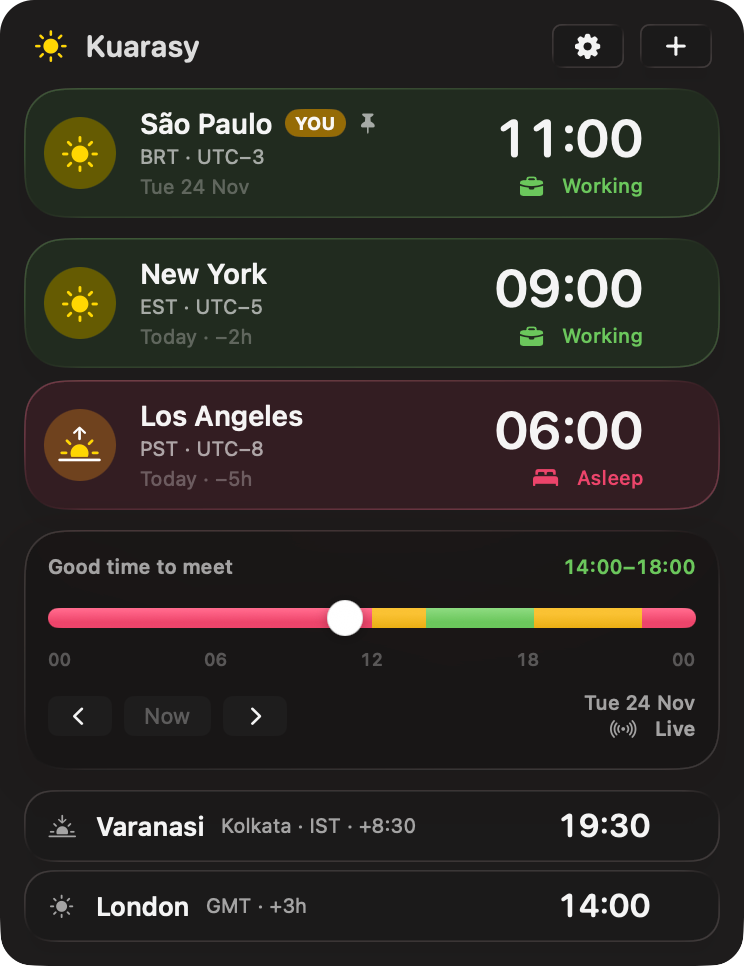 Kuarasy
São Paulo YOU
11:00
BRT · UTC−3
Tue 24 Nov
Working
New York
09:00
EST · UTC−5
Today · −2h
Working
Los Angeles
06:00
PST · UTC−8
Today · −5h
Asleep
Good time to meet
14:00–18:00
00 06 12 18 00
Now
Tue 24 Nov
Live
Varanasi Kolkata · IST · +8:30 19:30
London GMT · +3h 14:00